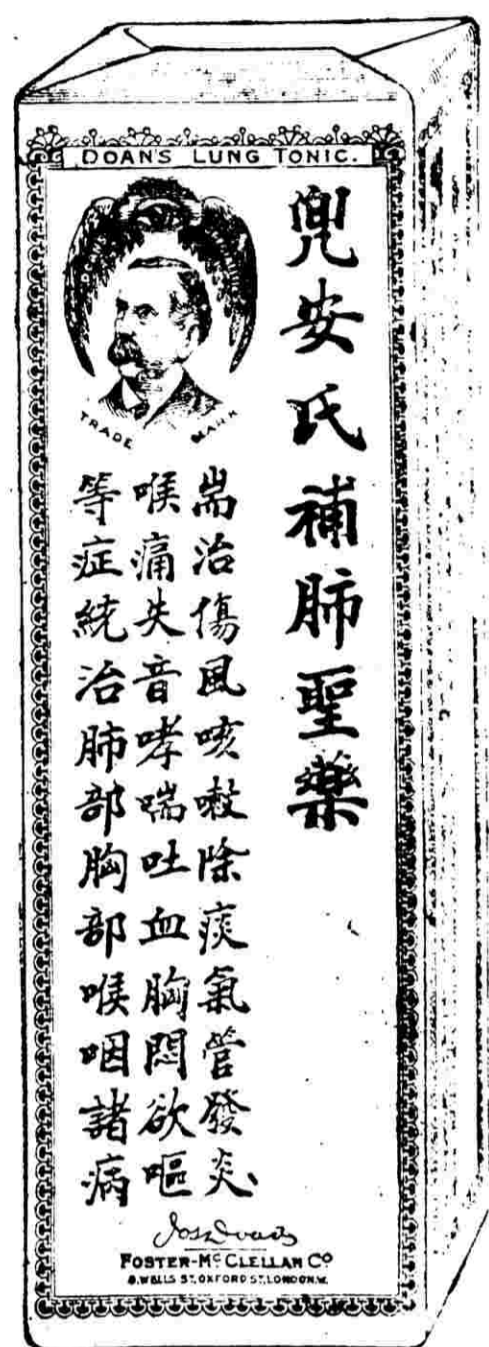 DOAN'S LUNG TONIC.
TRADE MARK
兜安氏補肺聖藥
耑治傷風咳嗽除痰氣管發炎
喉痛失音哮喘吐血胸悶欲嘔
等症統治肺部胸部喉咽諸病
FOSTER-McCLELLAN Co
8, WELLS ST. OXFORD ST. LONDON.W.